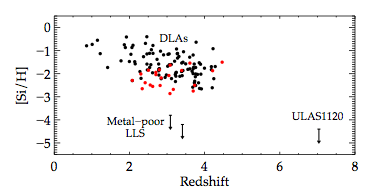 0
−1
−2
−3
−4
−5
[Si/H]
DLAs
Metal−poor
LLS
ULAS1120
0 2 4 6 8
Redshift